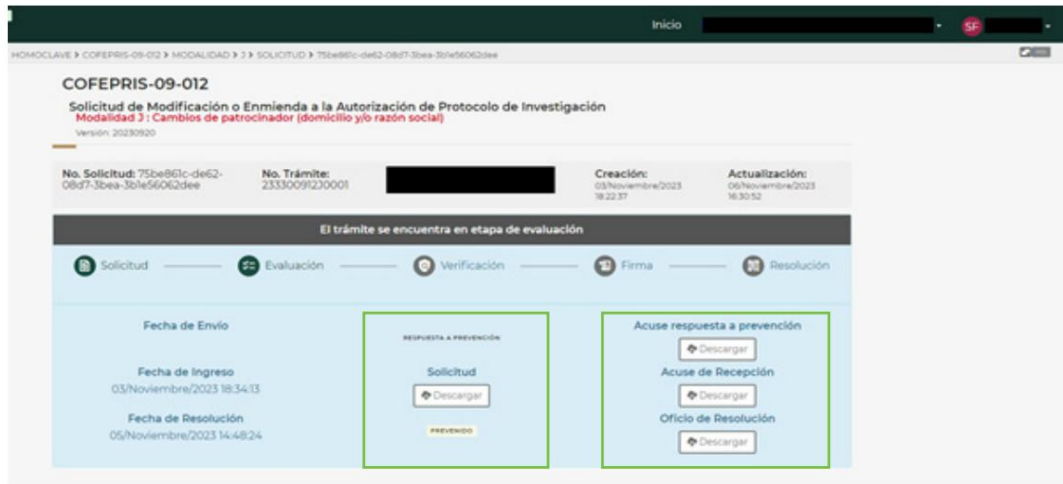 Inicio
SF
HOMOCLAVE > COFEPRIS-09-012 > MODALIDAD > J > SOLICITUD > 75be861c-de62-08d7-3bea-3b1e56062dee
COFEPRIS-09-012
Solicitud de Modificación o Enmienda a la Autorización de Protocolo de Investigación
Modalidad J : Cambios de patrocinador (domicilio y/o razón social)
Versión: 20230920
No. Solicitud: 75be861c-de62-
08d7-3bea-3b1e56062dee
No. Trámite:
23330091230001
Creación:
03/Noviembre/2023
18:22:37
Actualización:
06/Noviembre/2023
16:30:52
El trámite se encuentra en etapa de evaluación
Solicitud
Evaluación
Verificación
Firma
Resolución
Fecha de Envío
RESPUESTA A PREVENCIÓN
Acuse respuesta a prevención
Descargar
Fecha de Ingreso
03/Noviembre/2023 18:34:13
Solicitud
Descargar
Acuse de Recepción
Descargar
Fecha de Resolución
05/Noviembre/2023 14:48:24
PREVENIDO
Oficio de Resolución
Descargar